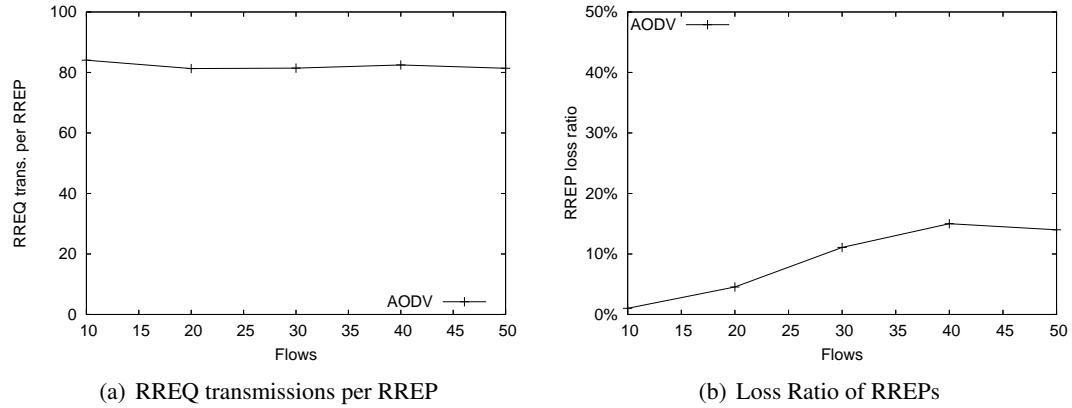 100
80
60
40
20
0
RREQ trans. per RREP
AODV
10 15 20 25 30 35 40 45 50
Flows
(a) RREQ transmissions per RREP
50%
40%
30%
20%
10%
0%
RREP loss ratio
AODV
10 15 20 25 30 35 40 45 50
Flows
(b) Loss Ratio of RREPs